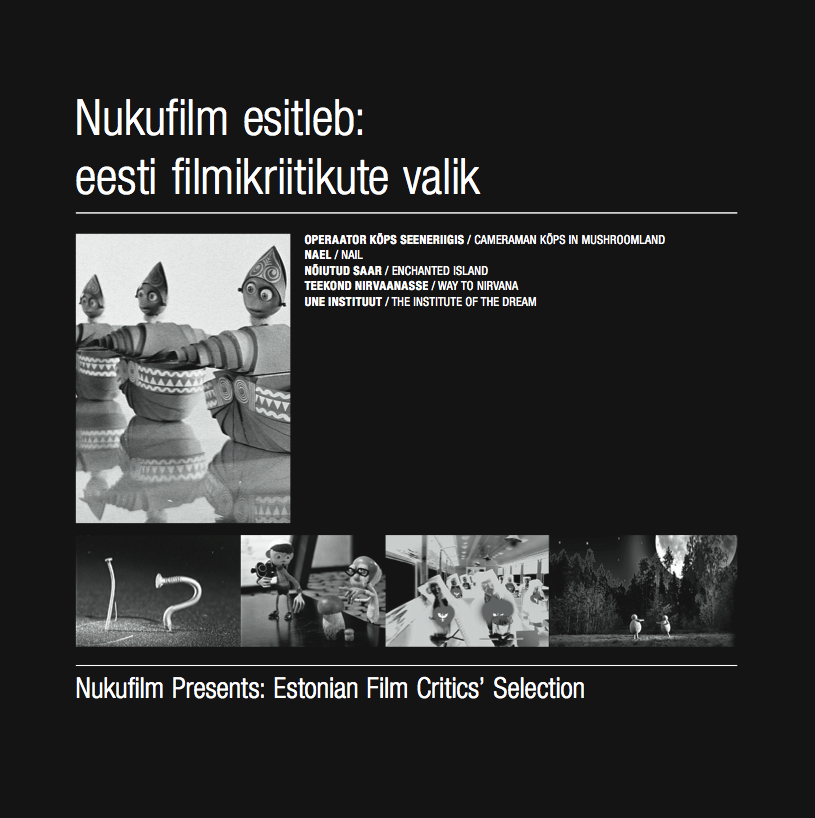 Nukufilm esitleb:
eesti filmikriitikute valik
OPERAATOR KÕPS SEENERIIGIS / CAMERAMAN KÕPS IN MUSHROOMLAND
NAEL / NAIL
NÕIUTUD SAAR / ENCHANTED ISLAND
TEEKOND NIRVAANASSE / WAY TO NIRVANA
UNE INSTITUUT / THE INSTITUTE OF THE DREAM
Nukufilm Presents: Estonian Film Critics’ Selection